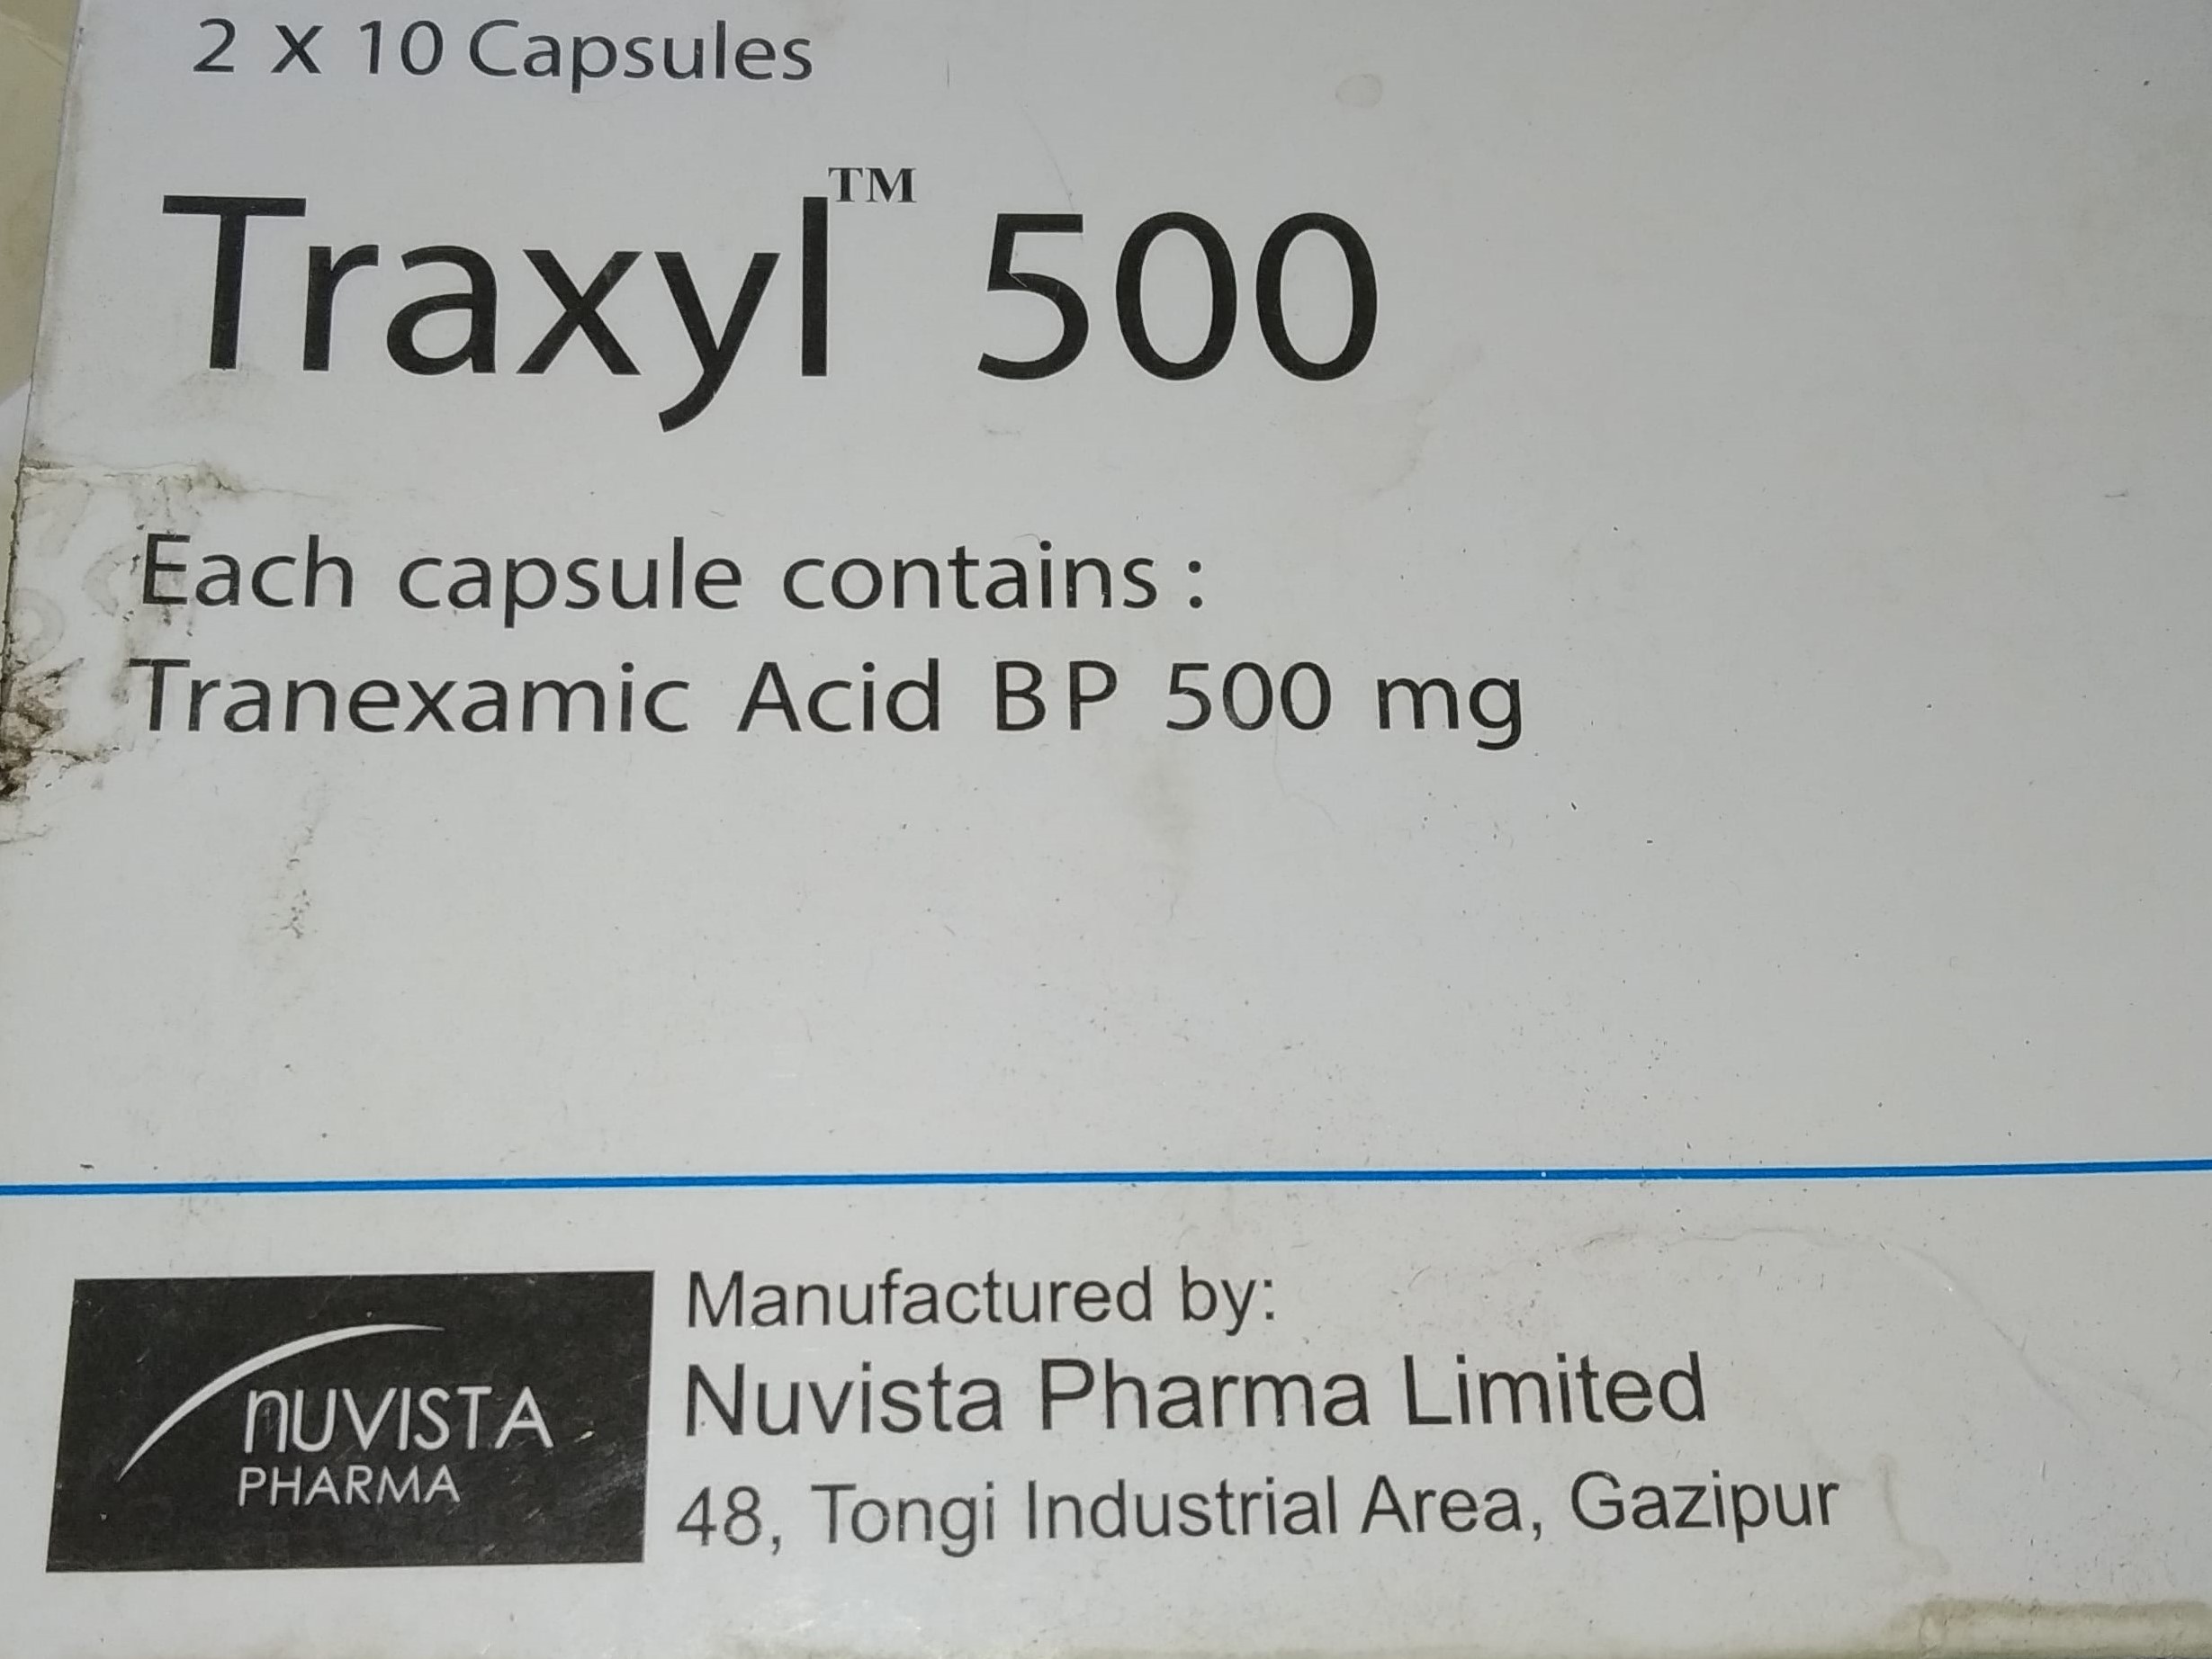 2 X 10 Capsules
Traxyl™ 500
Each capsule contains :
Tranexamic Acid BP 500 mg
nUVISTA
PHARMA
Manufactured by:
Nuvista Pharma Limited
48, Tongi Industrial Area, Gazipur